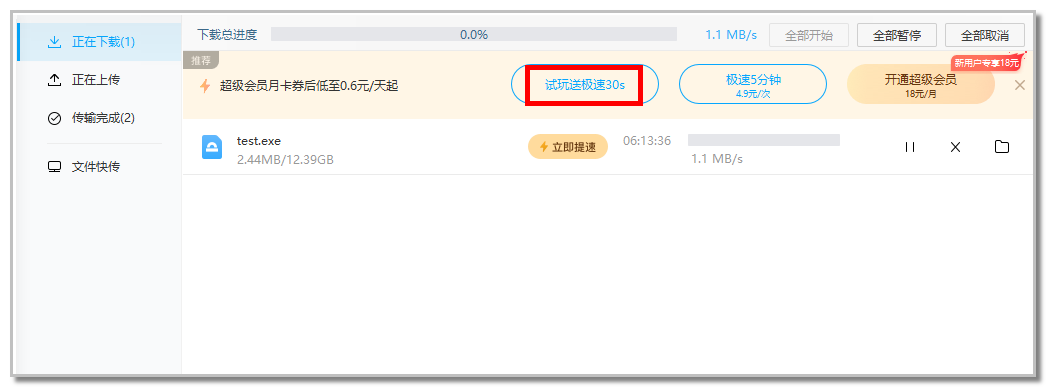 正在下载(1)
正在上传
传输完成(2)
文件快传
下载总进度
0.0%
1.1 MB/s
全部开始
全部暂停
全部取消
推荐
超级会员月卡券后低至0.6元/天起
试玩送极速30s
极速5分钟
4.9元/次
新用户专享18元
开通超级会员
18元/月
test.exe
2.44MB/12.39GB
立即提速
06:13:36
1.1 MB/s